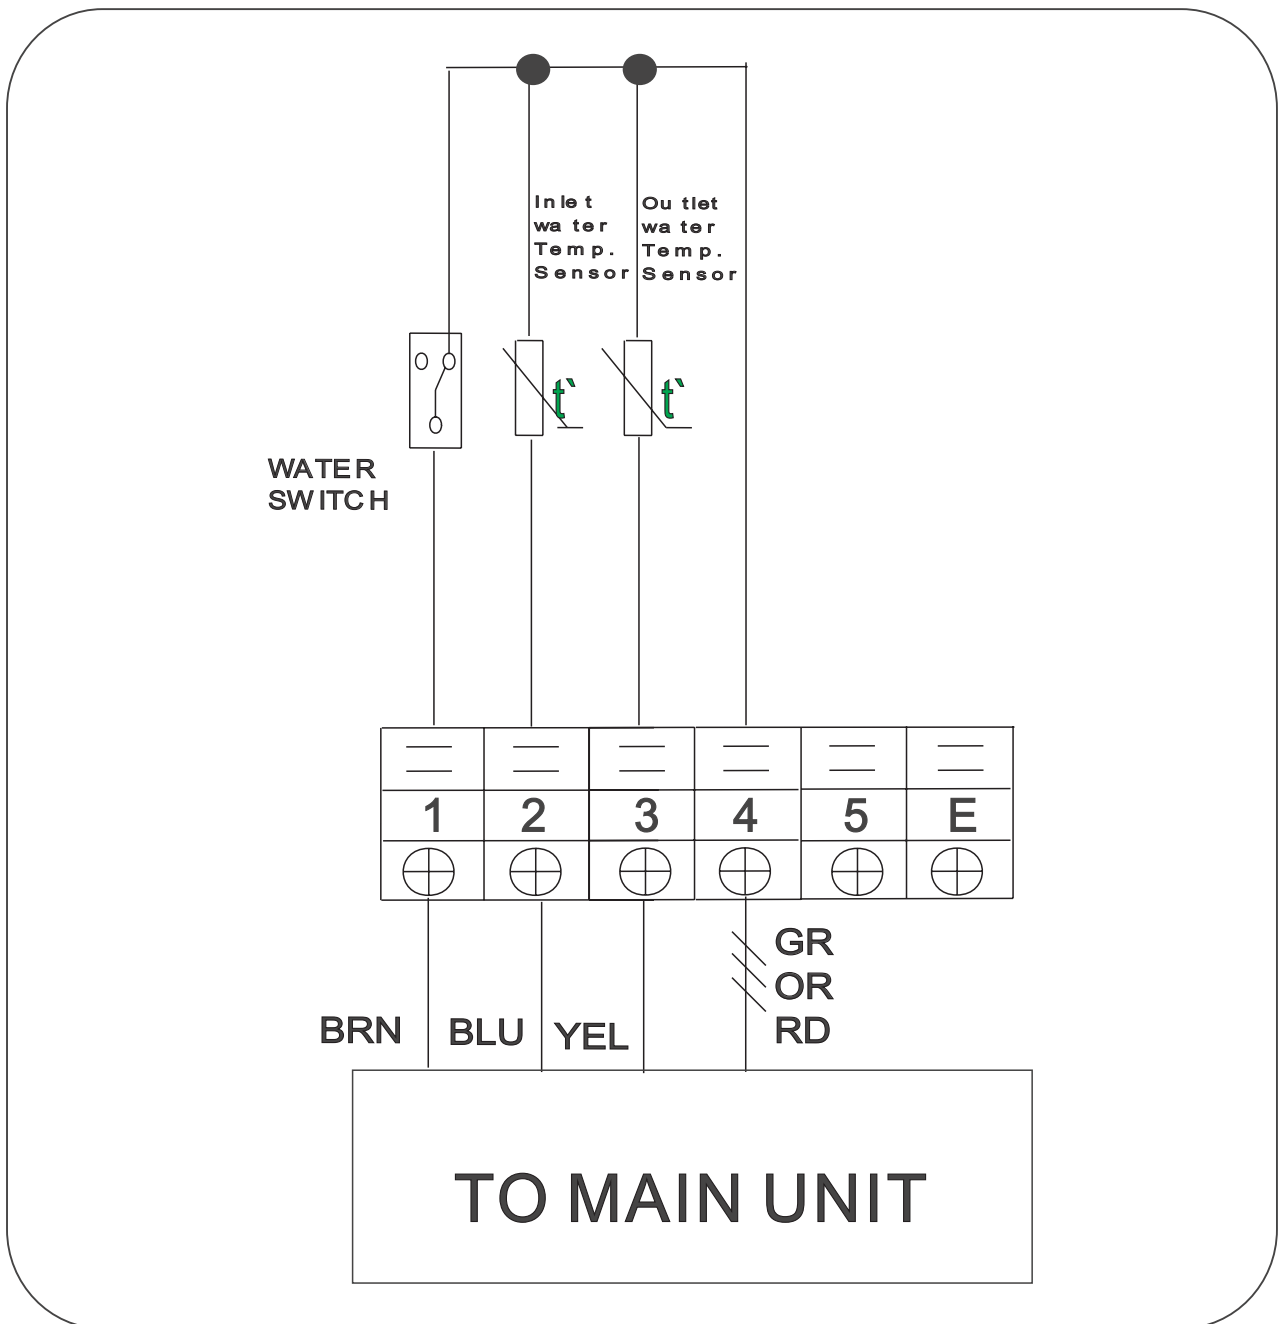 Inlet
water
Temp.
Sensor
Outlet
water
Temp.
Sensor
t`
t`
WATER
SWITCH
1 2 3 4 5 E
GR
OR
RD
BRN BLU YEL
TO MAIN UNIT